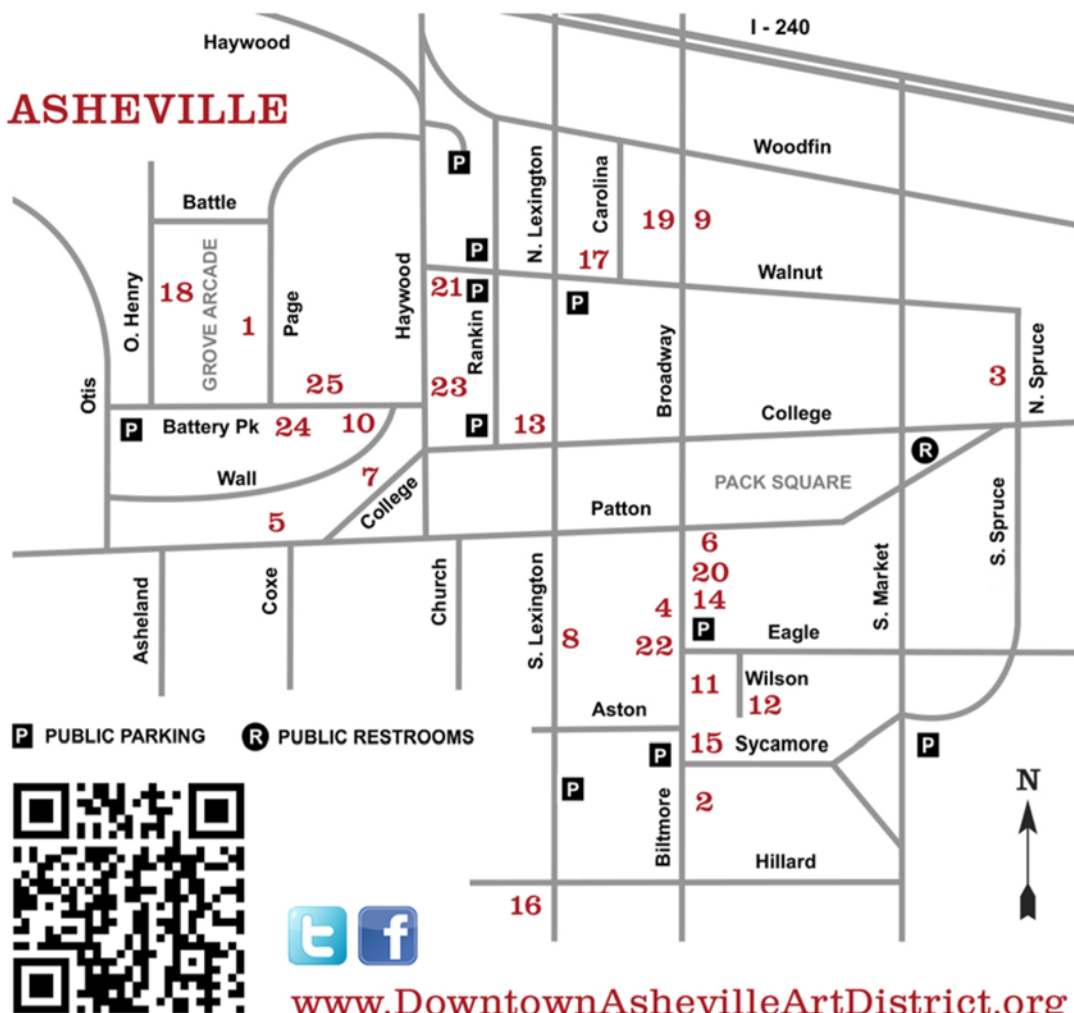 I - 240
Haywood
ASHEVILLE
Woodfin
P
Battle
N. Lexington
Carolina
19
9
O. Henry
18
GROVE ARCADE
1
Page
Haywood
P
17
Walnut
21
P
P
Rankin
Broadway
N. Spruce
3
Otis
25
23
P
Battery Pk
24
10
P
13
College
R
Wall
7
College
PACK SQUARE
5
Patton
S. Spruce
6
20
14
4
P
S. Market
Asheland
Coxe
Church
S. Lexington
8
22
Eagle
11
Wilson
12
Aston
P PUBLIC PARKING
R PUBLIC RESTROOMS
15
Sycamore
P
P
P
Biltmore
2
N
Hillard
16
t f
www.DowntownAshevilleArtDistrict.org